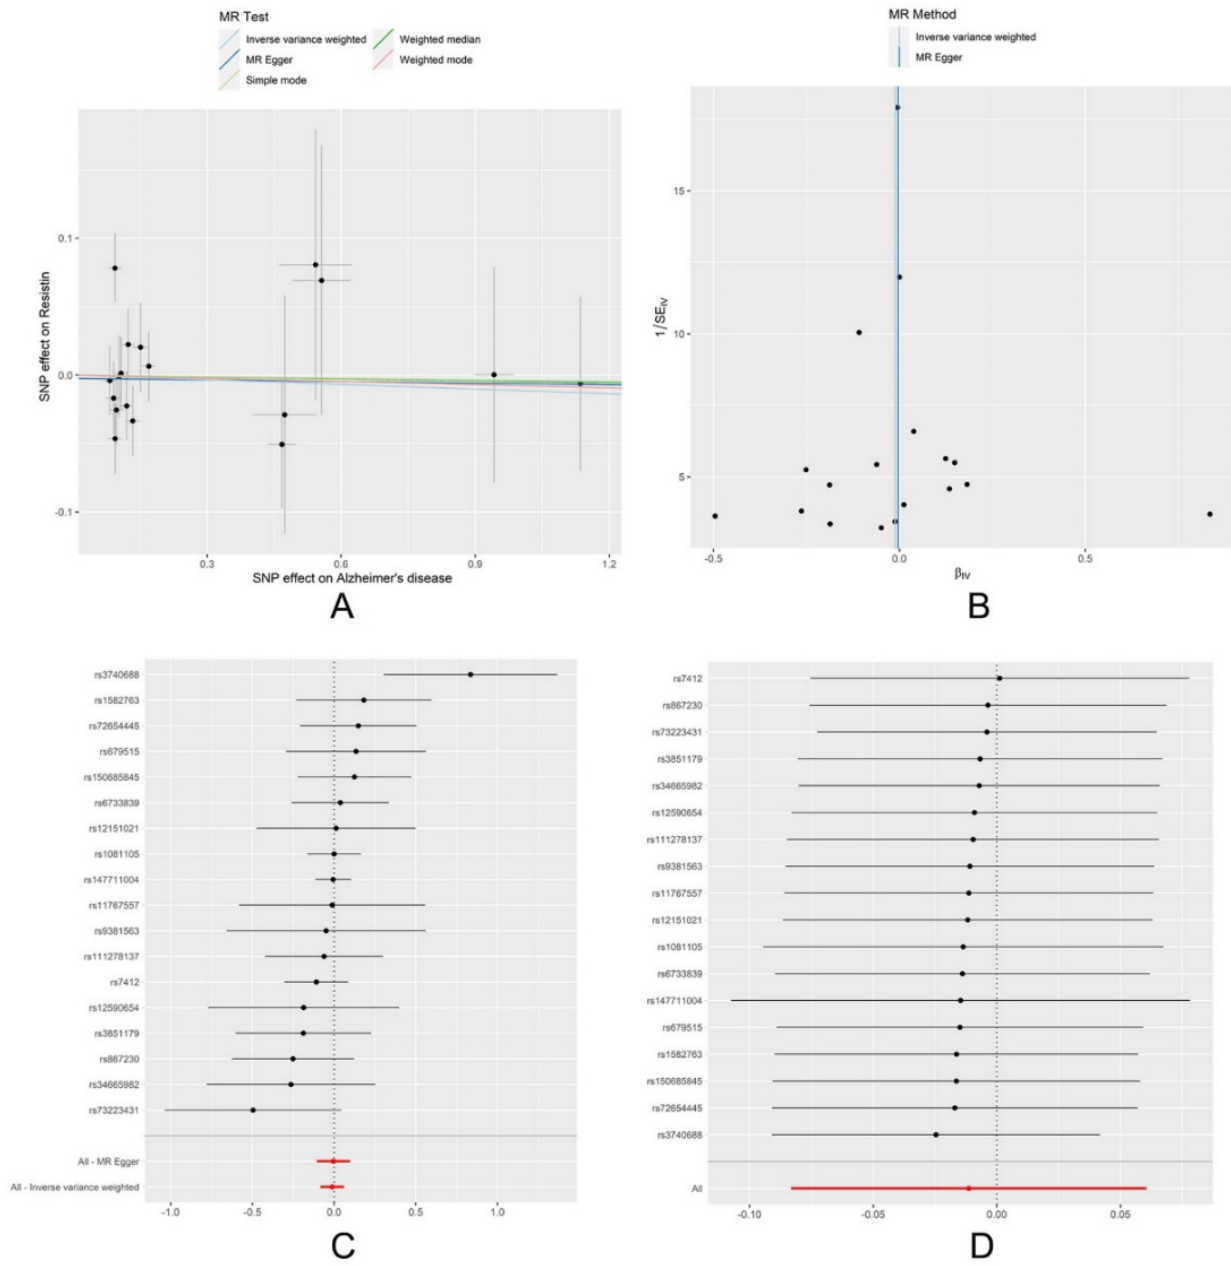 MR Test
Inverse variance weighted
Weighted median
MR Egger
Weighted mode
Simple mode
0.1
0.0
-0.1
SNP effect on Resistin
0.3
0.6
0.9
1.2
SNP effect on Alzheimer's disease
A
MR Method
Inverse variance weighted
MR Egger
15
10
5
1/SE_IV
-0.5
0.0
0.5
β_IV
B
rs3740688
rs1582763
rs72654445
rs679515
rs150685845
rs6733839
rs12151021
rs1081105
rs147711004
rs11767557
rs9381563
rs111278137
rs7412
rs12590654
rs3851179
rs867230
rs34665982
rs73223431
All - MR Egger
All - Inverse variance weighted
-1.0
-0.5
0.0
0.5
1.0
C
rs7412
rs867230
rs73223431
rs3851179
rs34665982
rs12590654
rs111278137
rs9381563
rs11767557
rs12151021
rs1081105
rs6733839
rs147711004
rs679515
rs1582763
rs150685845
rs72654445
rs3740688
All
-0.10
-0.05
0.00
0.05
D